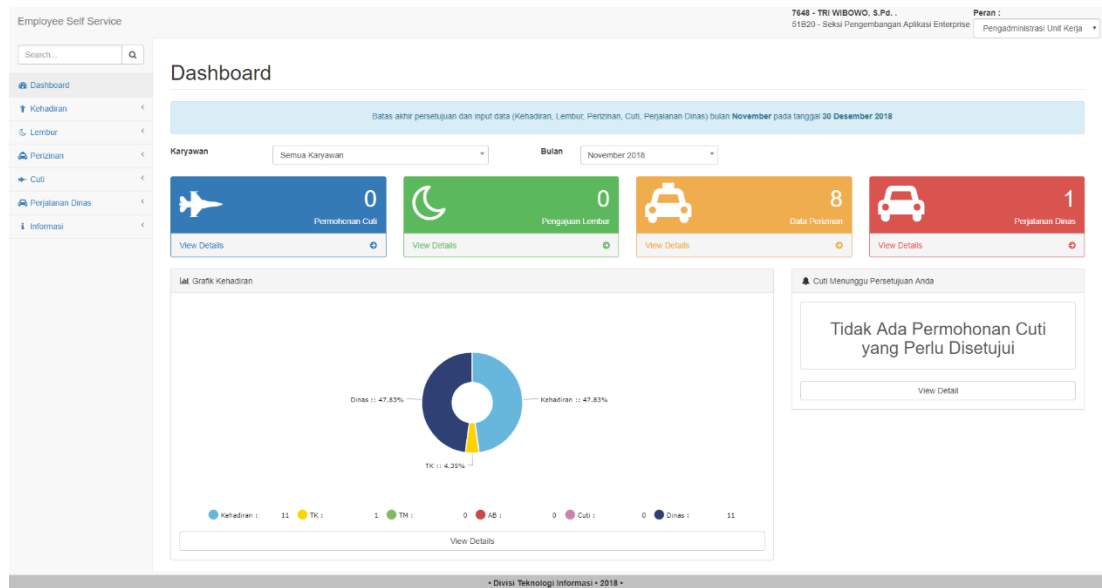 Employee Self Service
7648 - TRI WIBOWO, S.Pd. .
51B20 - Seksi Pengembangan Aplikasi Enterprise
Peran :
Pengadministrasi Unit Kerja
Search...
Dashboard
Kehadiran
Lembur
Perizinan
Cuti
Perjalanan Dinas
Informasi
Dashboard
Batas akhir persetujuan dan input data (Kehadiran, Lembur, Perizinan, Cuti, Perjalanan Dinas) bulan November pada tanggal 30 Desember 2018
Karyawan
Semua Karyawan
Bulan
November 2018
0
Permohonan Cuti
View Details
0
Pengajuan Lembur
View Details
8
Data Perizinan
View Details
1
Perjalanan Dinas
View Details
Grafik Kehadiran
Dinas :: 47.83%
Kehadiran :: 47.83%
TK :: 4.35%
Kehadiran : 11 TK : 1 TM : 0 AB : 0 Cuti : 0 Dinas : 11
View Details
Cuti Menunggu Persetujuan Anda
Tidak Ada Permohonan Cuti
yang Perlu Disetujui
View Detail
• Divisi Teknologi Informasi • 2018 •